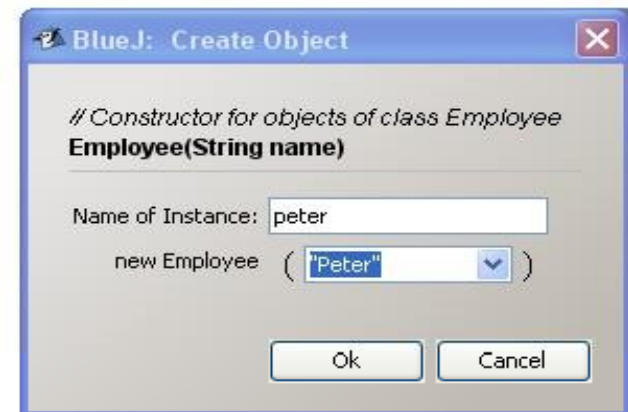 BlueJ: Create Object
// Constructor for objects of class Employee
Employee(String name)
Name of Instance: peter
new Employee ( "Peter" )
Ok Cancel